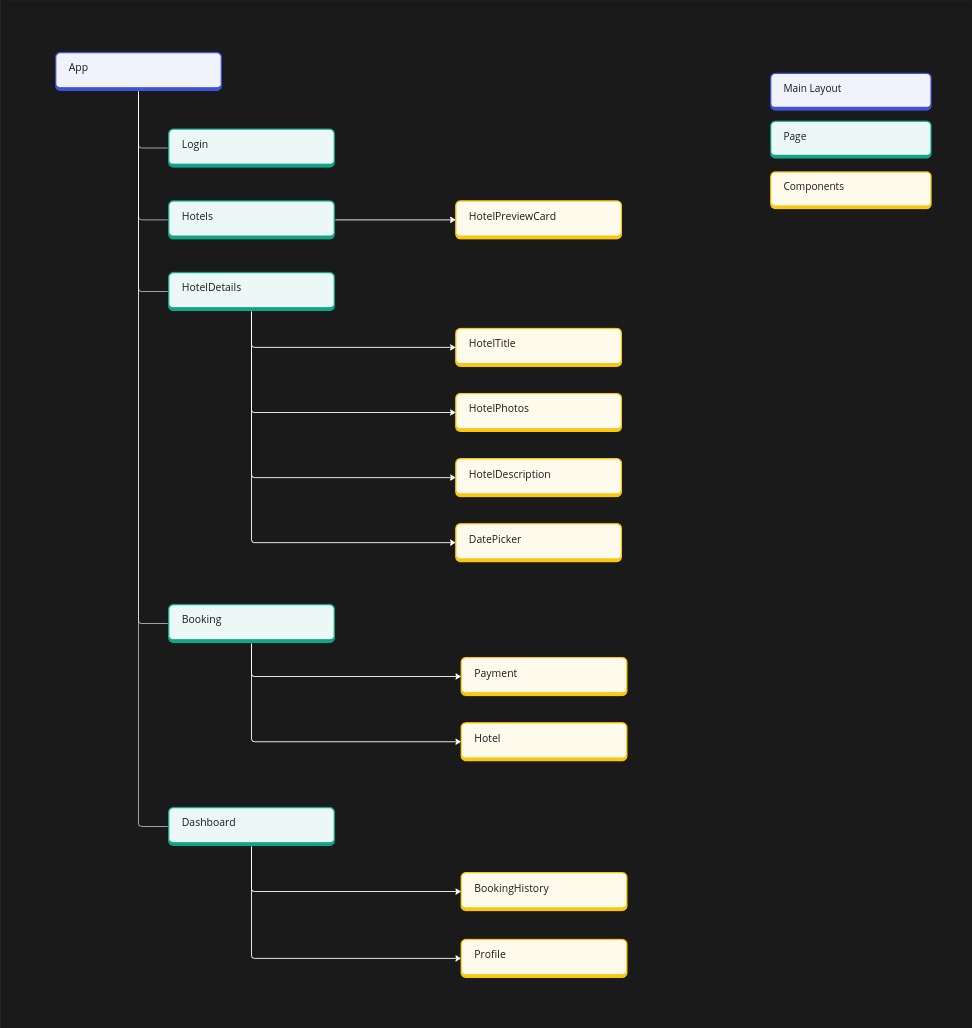 App
Main Layout
Page
Components
Login
Hotels
HotelPreviewCard
HotelDetails
HotelTitle
HotelPhotos
HotelDescription
DatePicker
Booking
Payment
Hotel
Dashboard
BookingHistory
Profile